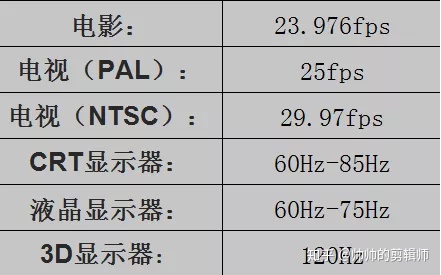 电影: 23.976fps
电视（PAL）: 25fps
电视（NTSC）: 29.97fps
CRT显示器: 60Hz-85Hz
液晶显示器: 60Hz-75Hz
3D显示器: 120Hz
知乎 @帅帅的剪辑师